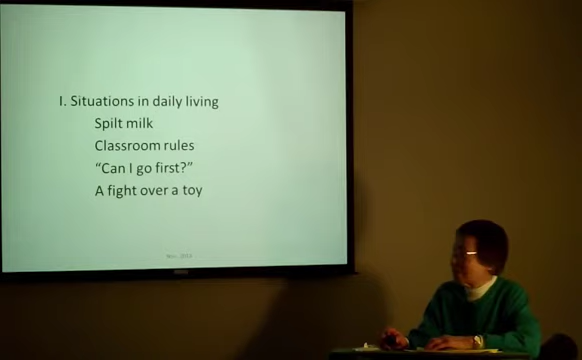 I. Situations in daily living
Spilt milk
Classroom rules
“Can I go first?”
A fight over a toy